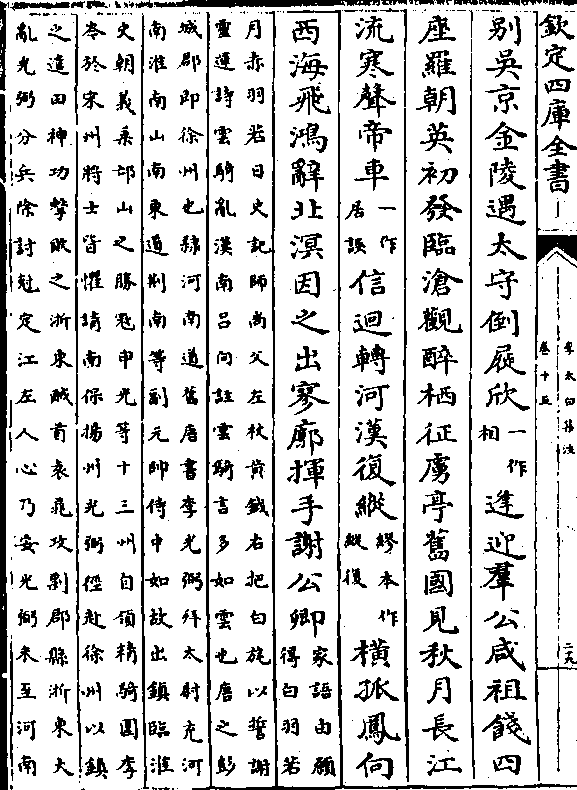 欽定四庫全書
李太白集注
卷十五
二十九
別吳京金陵遇太守倒屐欣一作相逢迎羣公咸祖餞四
座羅朝英初發臨滄觀醉栖征虜亭舊國見秋月長江
流寒聲帝車一作居誤信迴轉河漢復縱繆本作縱復橫孤鳳向
西海飛鴻辭北溟因之出寥廓揮手謝公卿家語由願得白羽若
月赤羽若日史記師尚父左杖黃鉞右把白旄以誓謝
靈運詩雲騎亂漢南呂向註雲騎言多如雲也唐之彭
城郡即徐州也隸河南道舊唐書李光弼拜太尉充河
南淮南山南東道荆南等副元帥侍中如故出鎮臨淮
史朝義乘邙山之勝寇申光等十三州自領精騎圍李
岑於宋州將士皆懼請南保揚州光弼徑赴徐州以鎮
之遣田神功擊敗之浙東賊首袁晁攻剽郡縣浙東大
亂光弼分兵除討尅定江左人心乃安光弼未至河南